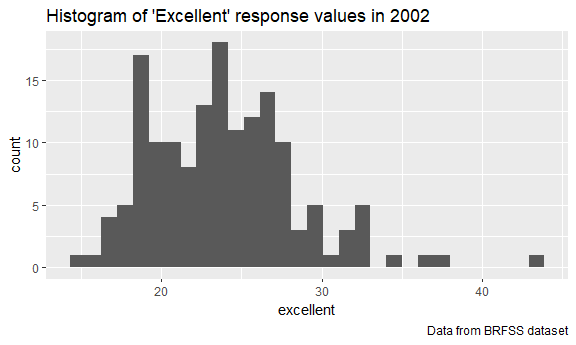 Histogram of 'Excellent' response values in 2002
count
15
10
5
0
20 30 40
excellent
Data from BRFSS dataset